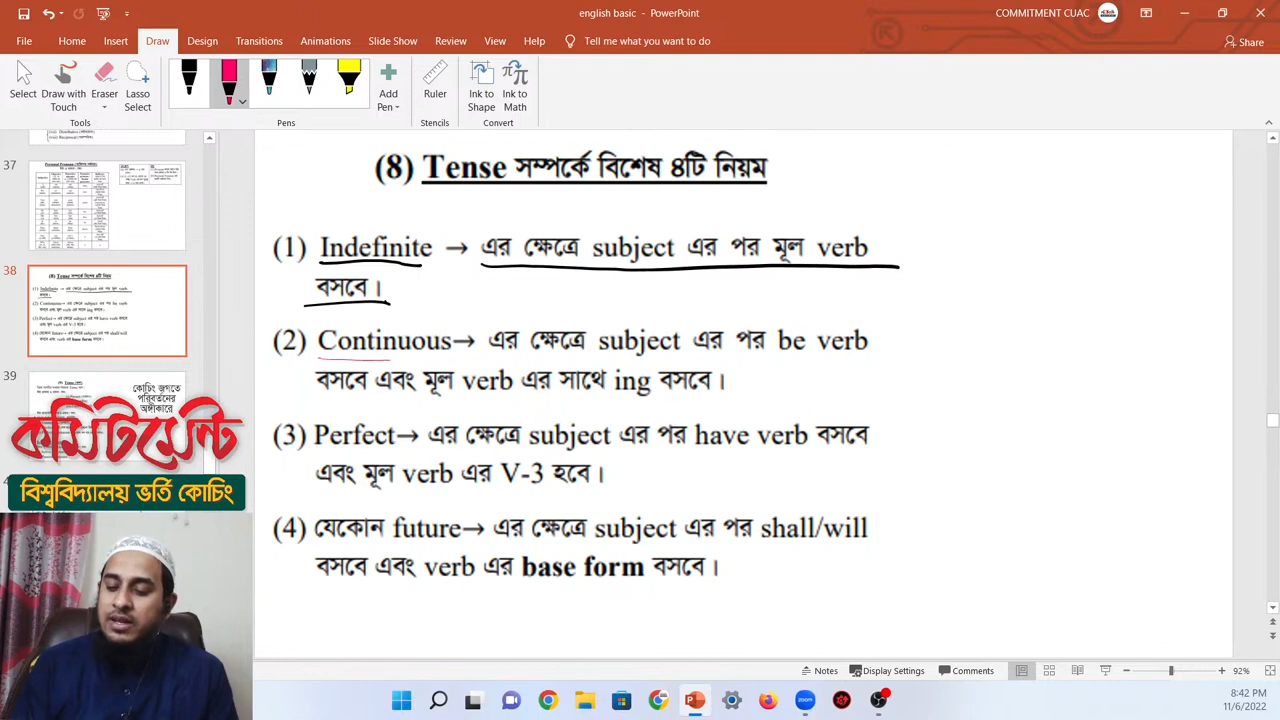 english basic - PowerPoint
COMMITMENT CUAC
File Home Insert Draw Design Transitions Animations Slide Show Review View Help Tell me what you want to do Share
Select Draw with Touch Eraser Lasso Select Add Pen Ruler Ink to Shape Ink to Math
Tools Pens Stencils Convert
37
38
39
(8) Tense সম্পর্কে বিশেষ ৪টি নিয়ম
(1) Indefinite → এর ক্ষেত্রে subject এর পর মূল verb
বসবে।
(2) Continuous→ এর ক্ষেত্রে subject এর পর be verb
বসবে এবং মূল verb এর সাথে ing বসবে।
(3) Perfect→ এর ক্ষেত্রে subject এর পর have verb বসবে
এবং মূল verb এর V-3 হবে।
(4) যেকোন future→ এর ক্ষেত্রে subject এর পর shall/will
বসবে এবং verb এর base form বসবে।
কোচিং জগতে
পরিবর্তনের
অঙ্গীকারে
কমিটমেন্ট
বিশ্ববিদ্যালয় ভর্তি কোচিং
Notes Display Settings Comments 92%
8:42 PM
11/6/2022